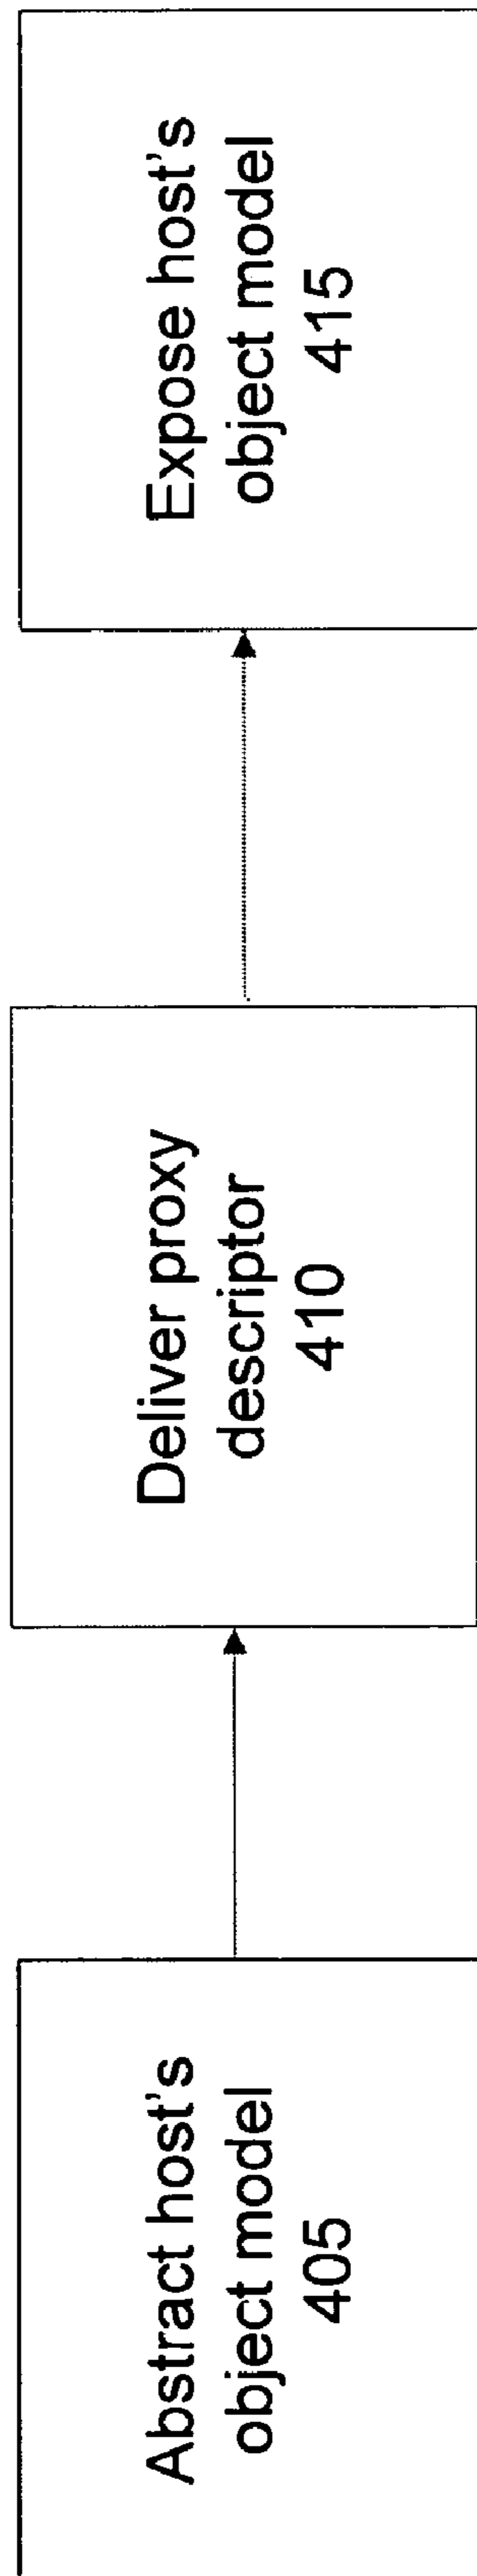 Abstract host's
object model
405
Deliver proxy
descriptor
410
Expose host's
object model
415